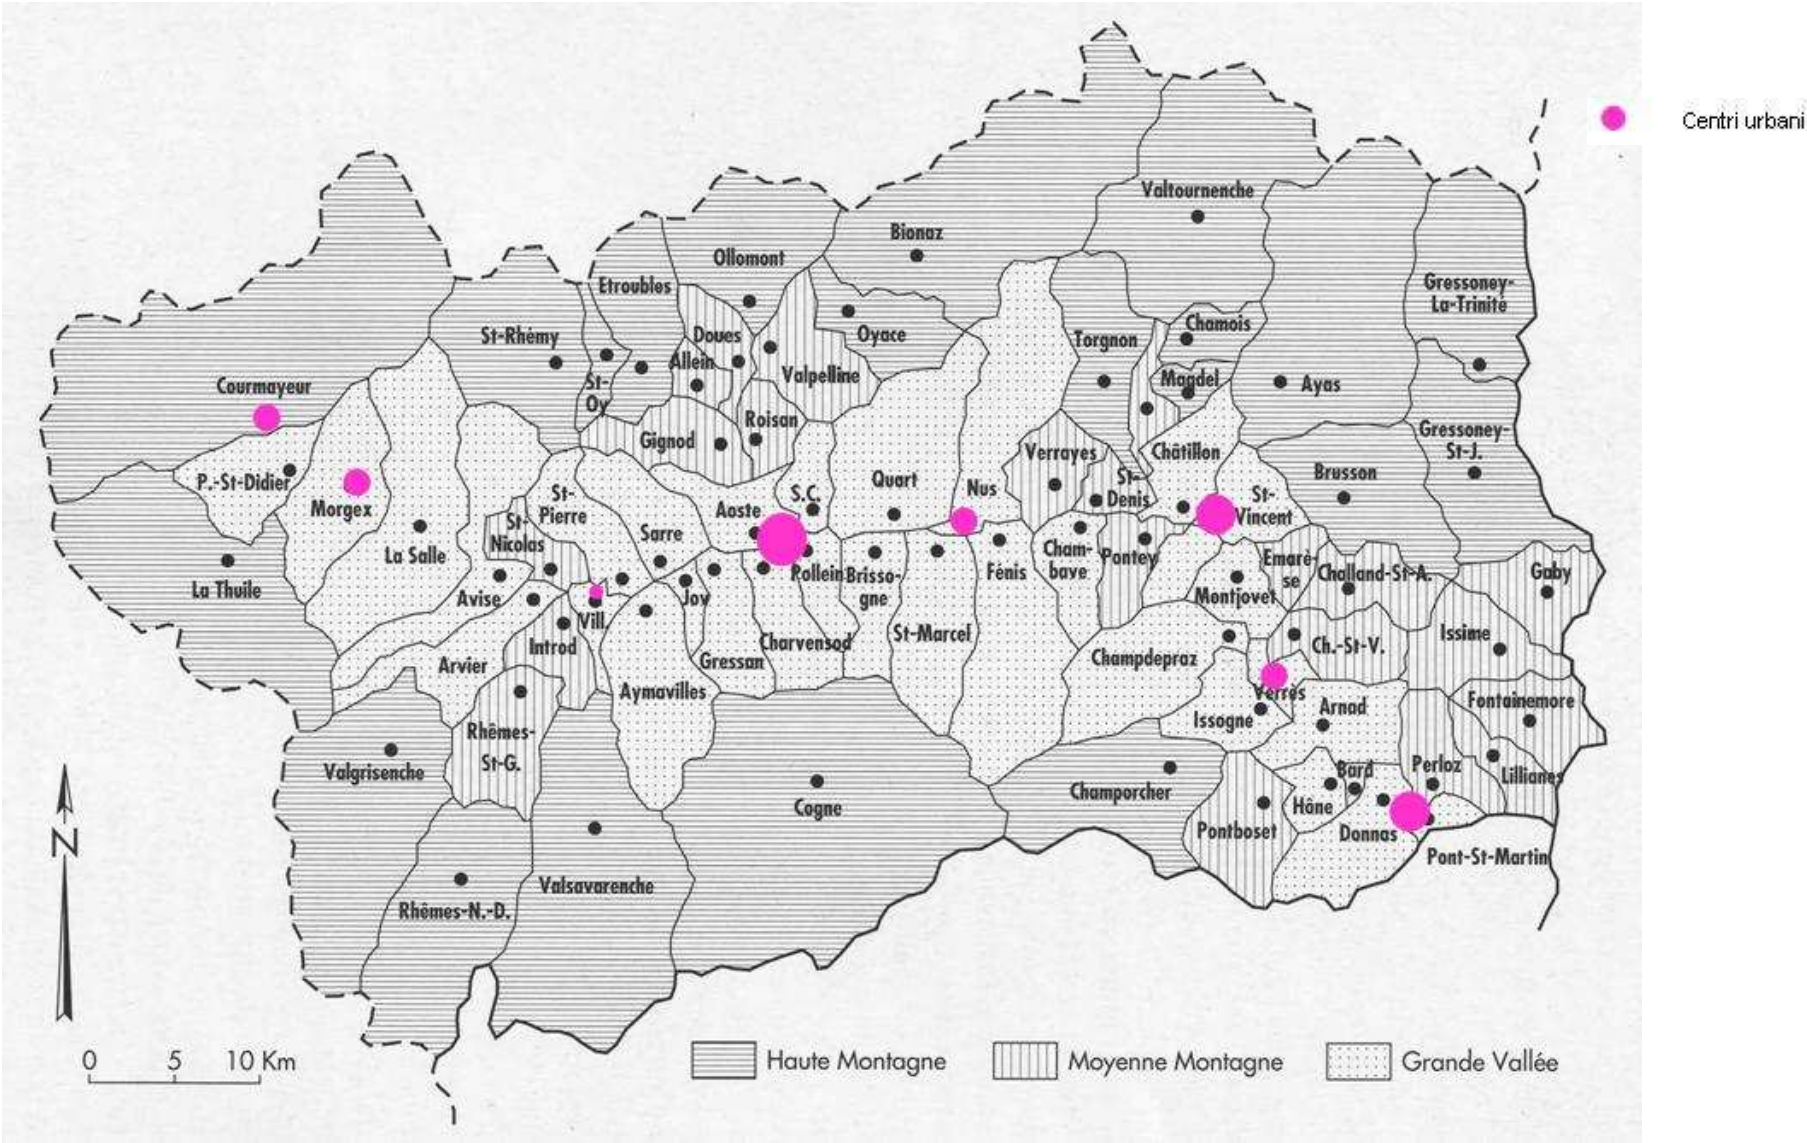 Centri urbani
Valtournenche
Bionaz
Ollomont
Etroubles
Gressoney-
La-Trinité
St-Rhémy
Doues
Oyace
Chamois
Torgnon
Allein
Valpelline
Magdel
Ayas
Courmayeur
St-
Oy
Roisan
Gignod
Gressoney-
St-J.
Verrayes
Châtillon
Brusson
P.-St-Didier
Quart
Nus
St-
Denis
Morgex
St-
Pierre
S.C.
Aoste
St-
Vincent
St-
Nicolas
Sarre
La Salle
Cham-
bave
Pontey
Emarè-
se
Challand-St-A.
Gaby
La Thuile
Avise
Jov
Pollein
Brisso-
gne
Fénis
Montjovet
Vill.
Introd
Charvensod
St-Marcel
Issime
Ch.-St-V.
Arvier
Gressan
Champdepraz
Aymavilles
Verrès
Fontainemore
Arnad
Issogne
Rhêmes-
St-G.
Valgrisenche
Bard
Perloz
Lillianes
Cogne
Champorcher
Hône
Pontboset
Donnas
Pont-St-Martin
Valsavarenche
Rhêmes-N.-D.
N
0 5 10 Km
Haute Montagne
Moyenne Montagne
Grande Vallée